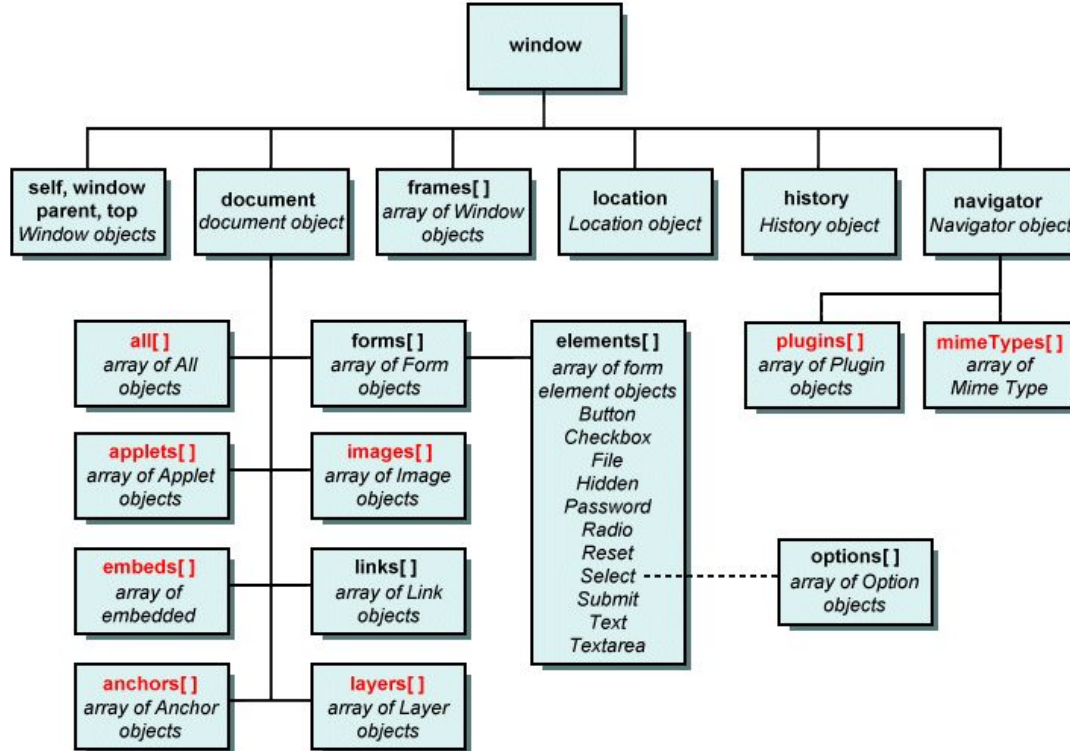 window
self, window
parent, top
Window objects
document
document object
frames[ ]
array of Window
objects
location
Location object
history
History object
navigator
Navigator object
all[ ]
array of All
objects
forms[ ]
array of Form
objects
elements[ ]
array of form
element objects
Button
Checkbox
File
Hidden
Password
Radio
Reset
Select
Submit
Text
Textarea
plugins[ ]
array of Plugin
objects
mimeTypes[ ]
array of
Mime Type
applets[ ]
array of Applet
objects
images[ ]
array of Image
objects
embeds[ ]
array of
embedded
links[ ]
array of Link
objects
options[ ]
array of Option
objects
anchors[ ]
array of Anchor
objects
layers[ ]
array of Layer
objects